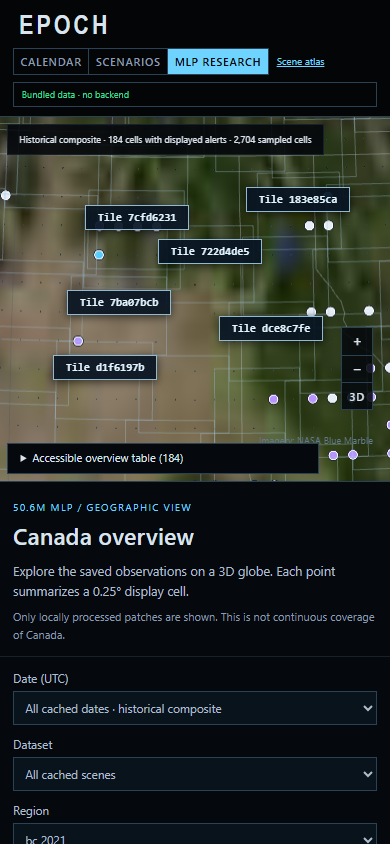 EPOCH
CALENDAR SCENARIOS MLP RESEARCH Scene atlas
Bundled data · no backend
Historical composite · 184 cells with displayed alerts · 2,704 sampled cells
Tile 183e85ca
Tile 7cfd6231
Tile 722d4de5
Tile 7ba07bcb
Tile dce8c7fe
+
Tile d1f6197b
−
3D
Imagery: NASA Blue Marble
▶ Accessible overview table (184)
50.6M MLP / GEOGRAPHIC VIEW
Canada overview
Explore the saved observations on a 3D globe. Each point
summarizes a 0.25° display cell.
Only locally processed patches are shown. This is not continuous coverage
of Canada.
Date (UTC)
All cached dates · historical composite
Dataset
All cached scenes
Region
bc 2021